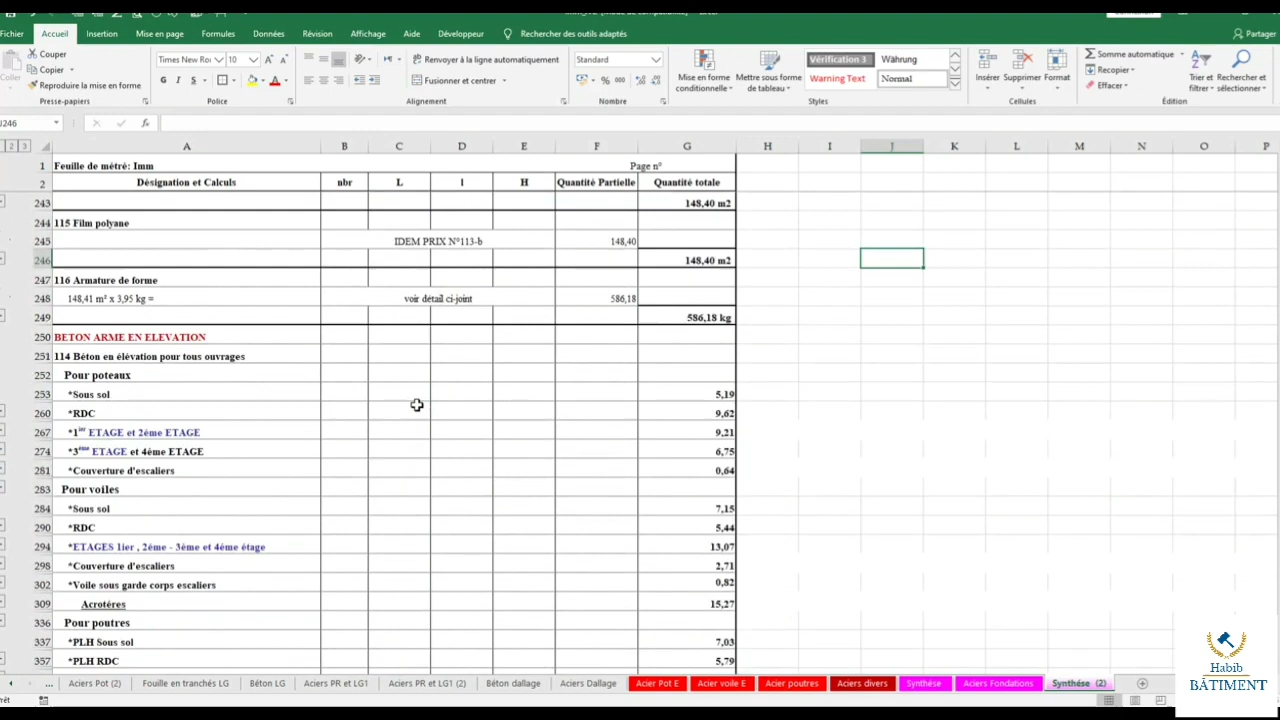 Fichier Accueil Insertion Mise en page Formules Données Révision Affichage Aide Développeur Rechercher des outils adaptés Partager
Coller Couper Copier Reproduire la mise en forme Presse-papiers
Times New Roi 10 G I S Police
Renvoyer à la ligne automatiquement Fusionner et centrer Alignement
Standard % 000 Nombre
Mise en forme conditionnelle Mettre sous forme de tableau Vérification 3 Währung Warning Text Normal Styles
Insérer Supprimer Format Cellules
Somme automatique Recopier Effacer Trier et filtrer Rechercher et sélectionner Édition
J246 fx
2 3 A B C D E F G H I J K L M N O P
1 Feuille de métré: Imm Page n°
2 Désignation et Calculs nbr L l H Quantité Partielle Quantité totale
243 148,40 m2
244 115 Film polyane
245 IDEM PRIX N°113-b 148,40
246 148,40 m2
247 116 Armature de forme
248 148,41 m² x 3,95 kg = voir détail ci-joint 586,18
249 586,18 kg
250 BETON ARME EN ELEVATION
251 114 Béton en élévation pour tous ouvrages
252 Pour poteaux
253 *Sous sol 5,19
260 *RDC 9,62
267 *1ier ETAGE et 2ème ETAGE 9,21
274 *3éme ETAGE et 4ème ETAGE 6,75
281 *Couverture d'escaliers 0,64
283 Pour voiles
284 *Sous sol 7,15
290 *RDC 5,44
294 *ETAGES 1ier , 2ème - 3ème et 4ème étage 13,07
298 *Couverture d'escaliers 2,71
302 *Voile sous garde corps escaliers 0,82
309 Acrotéres 15,27
336 Pour poutres
337 *PLH Sous sol 7,03
357 *PLH RDC 5,79
... Aciers Pot (2) Fouille en tranchés LG Béton LG Aciers PR et LG1 Aciers PR et LG1 (2) Béton dallage Aciers Dallage Acier Pot E Acier voile E Acier poutres Aciers divers Synthése Aciers Fondations Synthése (2)
Habib
BÂTIMENT